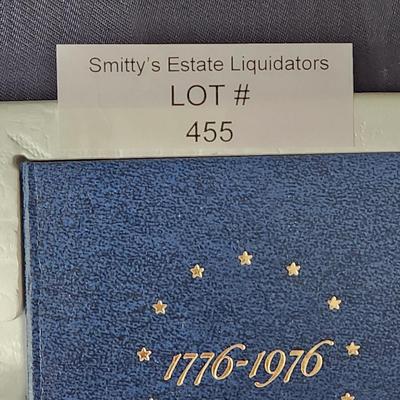 Smitty's Estate Liquidators
LOT #
455
1776-1976